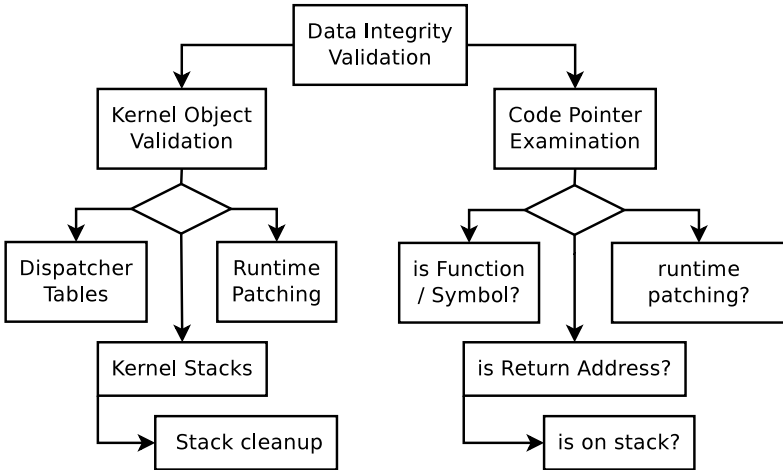 Data Integrity
Validation
Kernel Object
Validation
Code Pointer
Examination
Dispatcher
Tables
Runtime
Patching
is Function
/ Symbol?
runtime
patching?
Kernel Stacks
is Return Address?
Stack cleanup
is on stack?